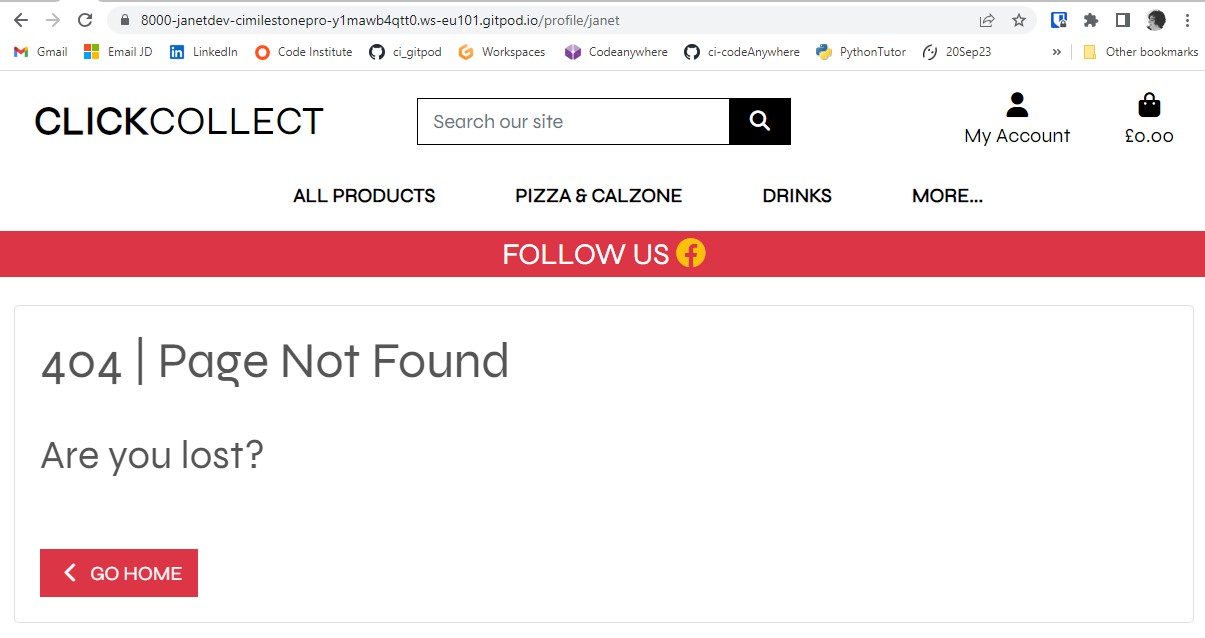 8000-janetdev-cimilestonepro-y1mawb4qtt0.ws-eu101.gitpod.io/profile/janet
Gmail Email JD LinkedIn Code Institute ci_gitpod Workspaces Codeanywhere ci-codeAnywhere PythonTutor 20Sep23 » Other bookmarks
CLICKCOLLECT Search our site My Account £0.00
ALL PRODUCTS PIZZA & CALZONE DRINKS MORE...
FOLLOW US
404 | Page Not Found
Are you lost?
GO HOME